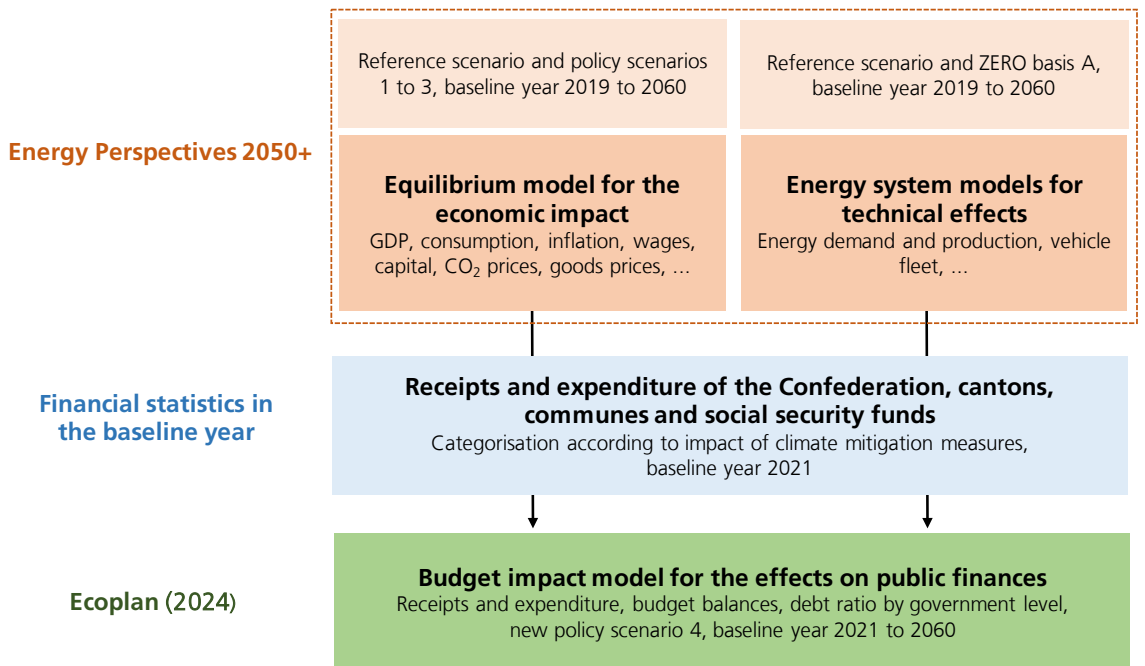 Reference scenario and policy scenarios
1 to 3, baseline year 2019 to 2060
Reference scenario and ZERO basis A,
baseline year 2019 to 2060
Energy Perspectives 2050+
Equilibrium model for the
economic impact
GDP, consumption, inflation, wages,
capital, CO₂ prices, goods prices, ...
Energy system models for
technical effects
Energy demand and production, vehicle
fleet, ...
Financial statistics in
the baseline year
Receipts and expenditure of the Confederation, cantons,
communes and social security funds
Categorisation according to impact of climate mitigation measures,
baseline year 2021
Ecoplan (2024)
Budget impact model for the effects on public finances
Receipts and expenditure, budget balances, debt ratio by government level,
new policy scenario 4, baseline year 2021 to 2060